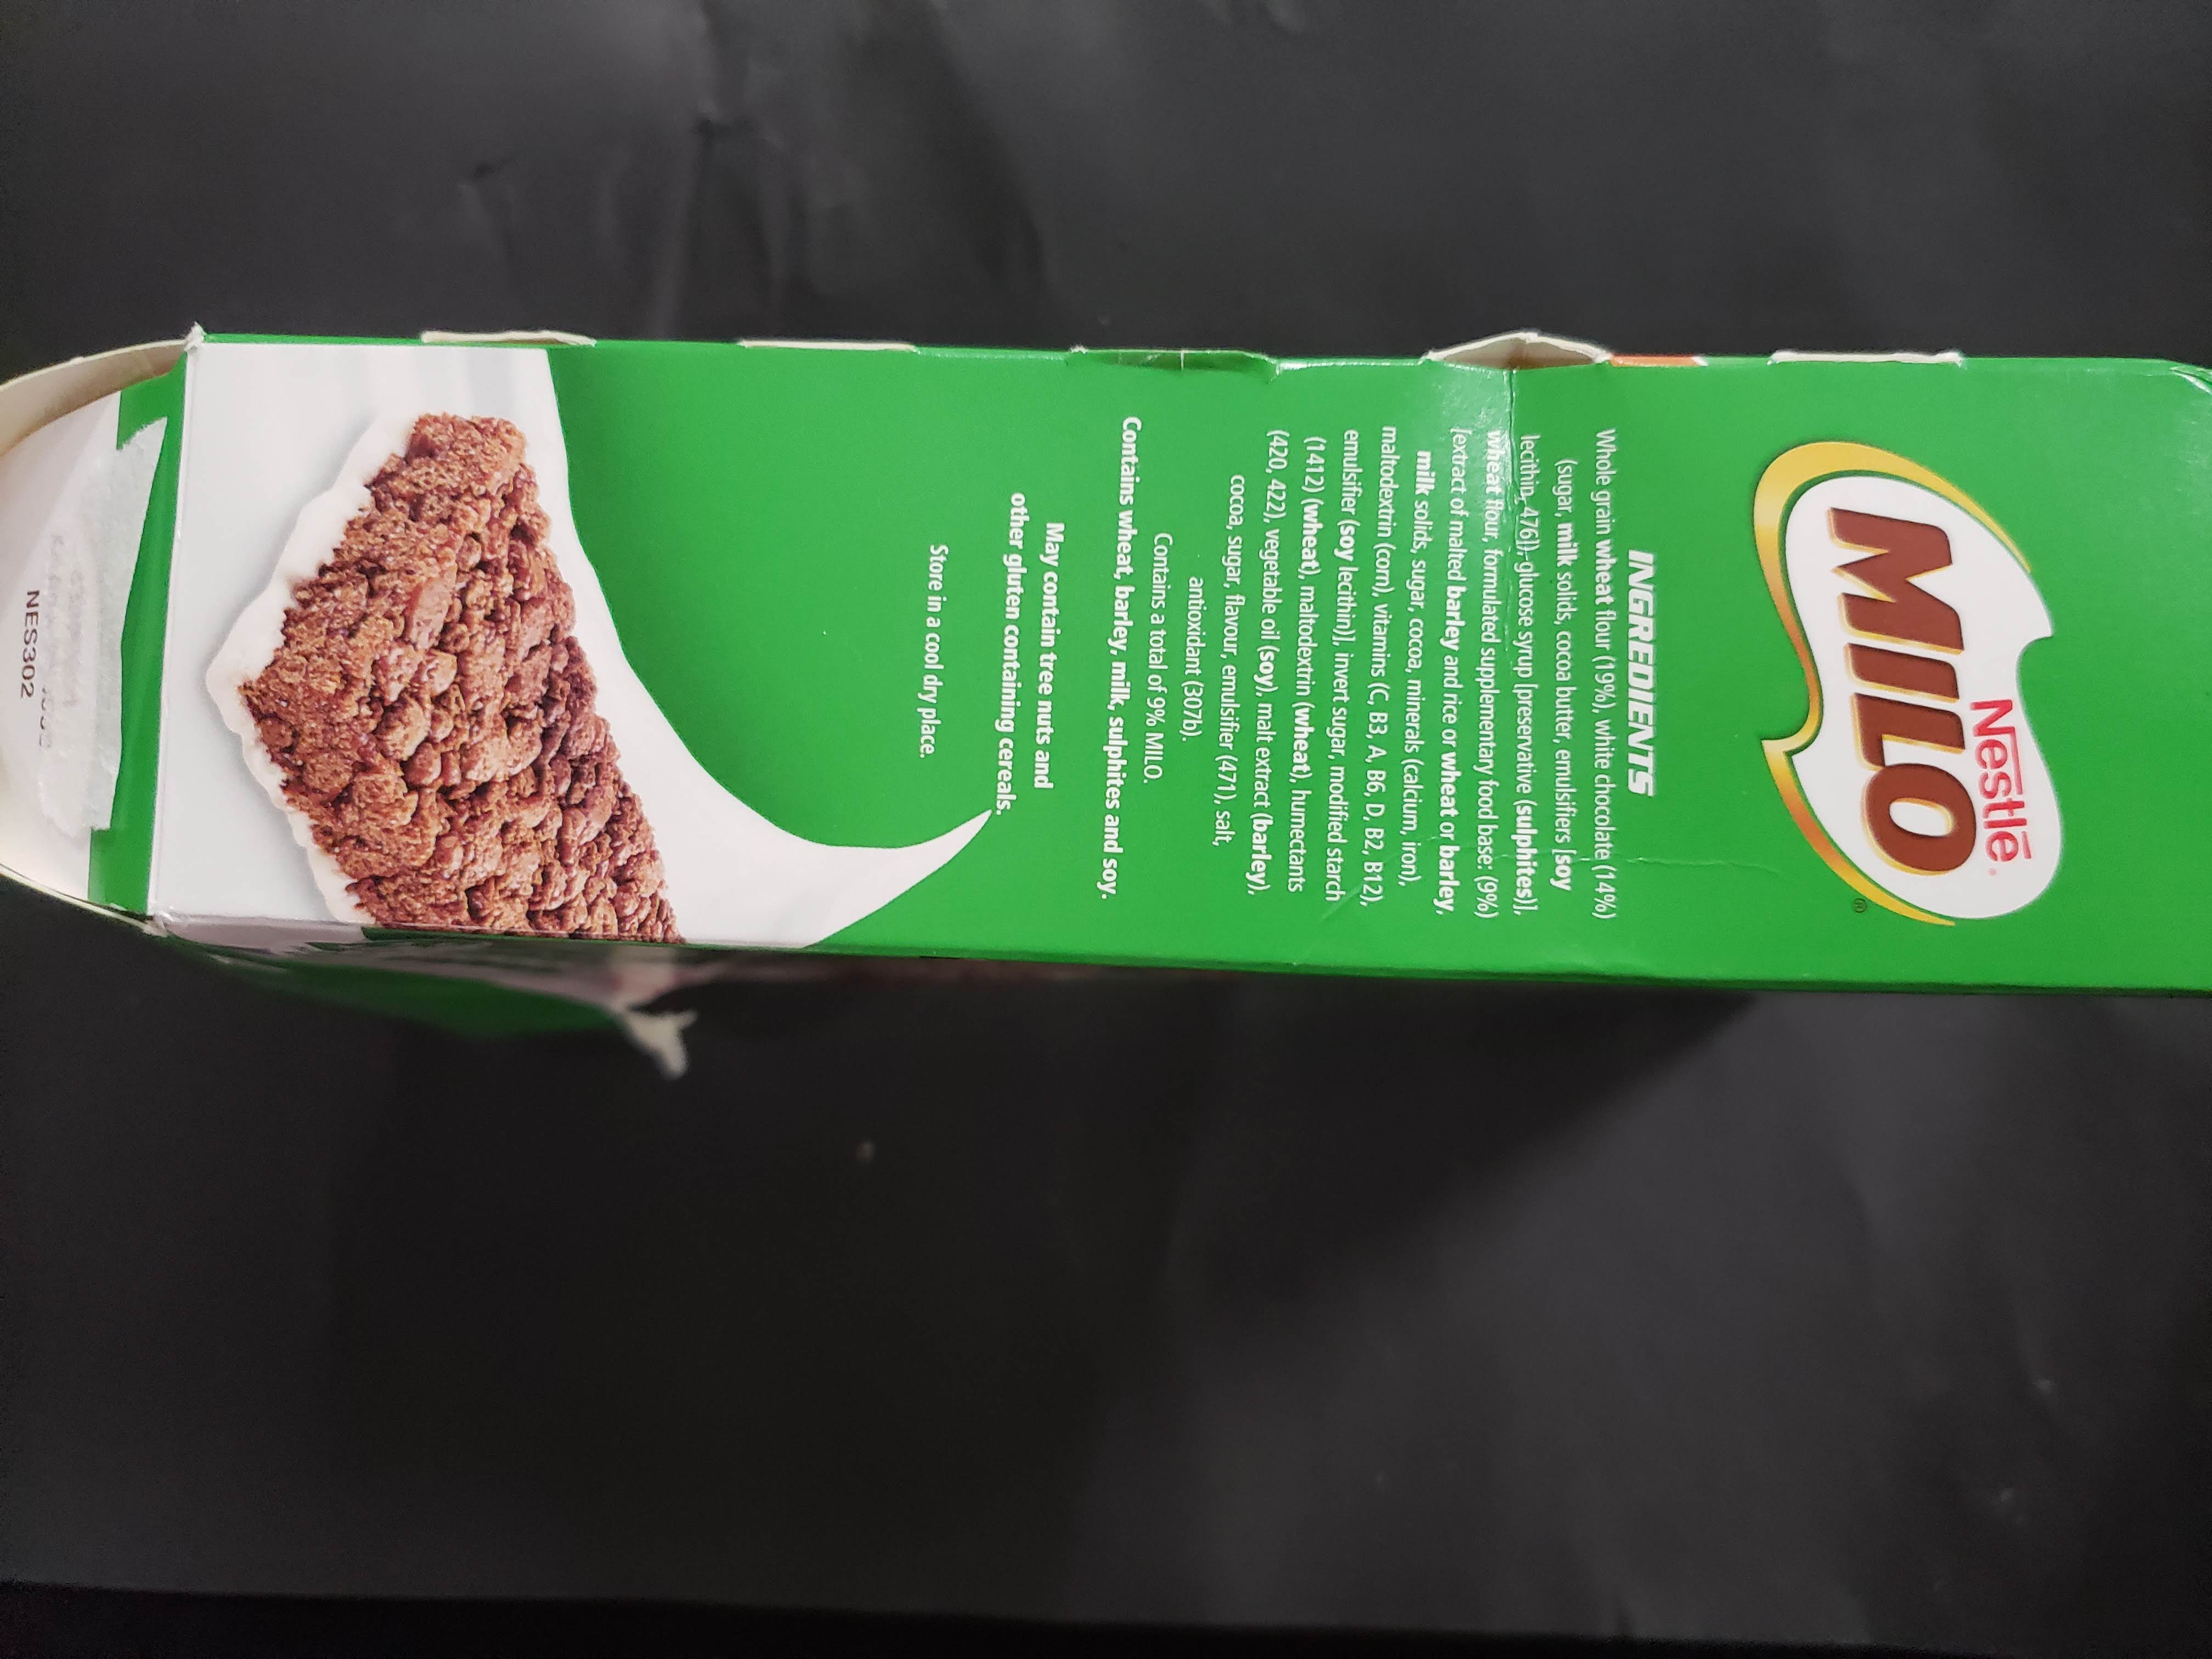 Nestlé
MILO
®
INGREDIENTS
Whole grain wheat flour (19%), white chocolate (14%)
(sugar, milk solids, cocoa butter, emulsifiers [soy
lecithin, 476]), glucose syrup [preservative (sulphites)],
wheat flour, formulated supplementary food base: (9%)
[extract of malted barley and rice or wheat or barley,
milk solids, sugar, cocoa, minerals (calcium, iron),
maltodextrin (corn), vitamins (C, B3, A, B6, D, B2, B12),
emulsifier (soy lecithin)], invert sugar, modified starch
(1412) (wheat), maltodextrin (wheat), humectants
(420, 422), vegetable oil (soy), malt extract (barley),
cocoa, sugar, flavour, emulsifier (471), salt,
antioxidant (307b).
Contains a total of 9% MILO.
Contains wheat, barley, milk, sulphites and soy.
May contain tree nuts and
other gluten containing cereals.
Store in a cool dry place.
NES302